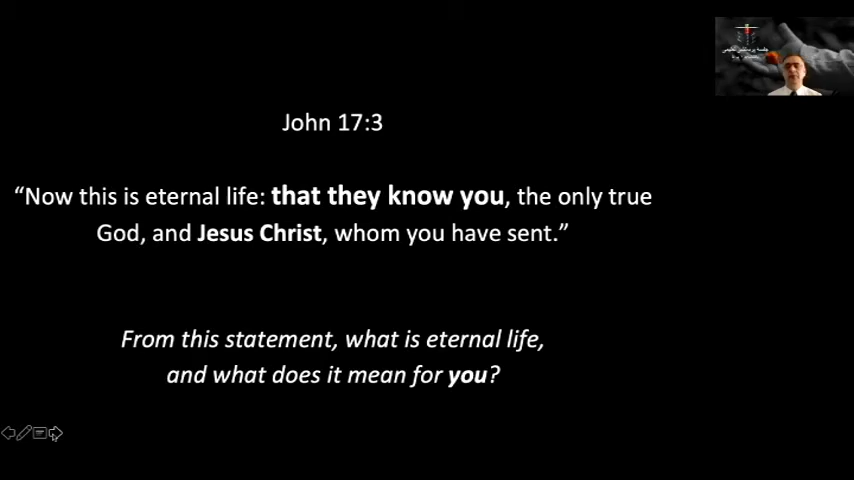 John 17:3
“Now this is eternal life: that they know you, the only true
God, and Jesus Christ, whom you have sent.”
From this statement, what is eternal life,
and what does it mean for you?